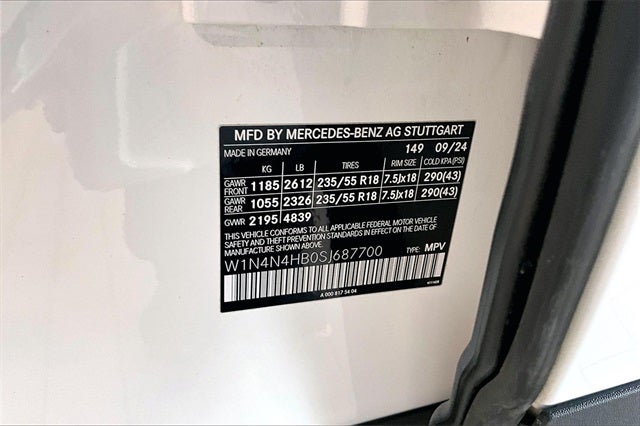 MFD BY MERCEDES-BENZ AG STUTTGART
MADE IN GERMANY 149 09/24
KG LB TIRES RIM SIZE COLD KPA (PSI)
GAWR FRONT 1185 2612 235/55 R18 7.5Jx18 290(43)
GAWR REAR 1055 2326 235/55 R18 7.5Jx18 290(43)
GVWR 2195 4839
THIS VEHICLE CONFORMS TO ALL APPLICABLE FEDERAL MOTOR VEHICLE
SAFETY AND THEFT PREVENTION STANDARDS IN EFFECT ON THE DATE OF
MANUFACTURE SHOWN ABOVE.
W1N4N4HB0SJ687700 TYPE: MPV
A 000 817 54 04